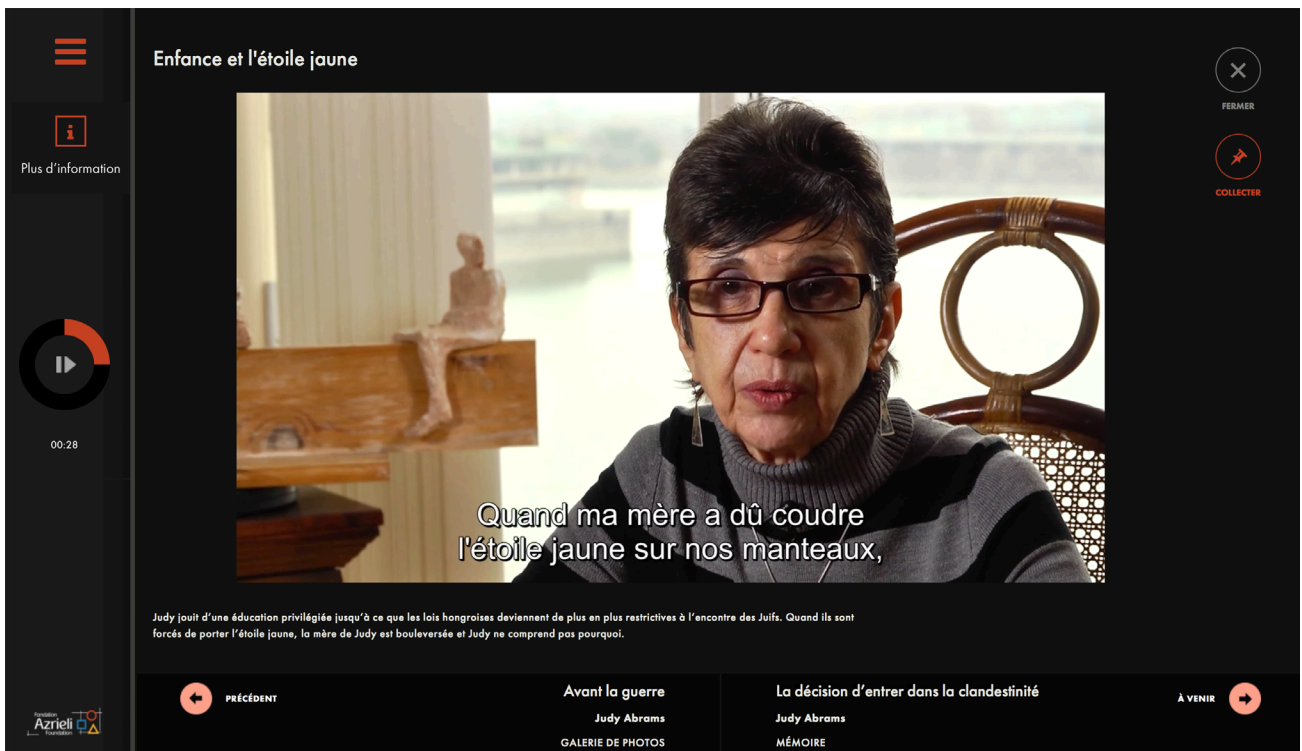 Enfance et l'étoile jaune
FERMER
i
Plus d'information
COLLECTER
00:28
Quand ma mère a dû coudre
l'étoile jaune sur nos manteaux,
Judy jouit d'une éducation privilégiée jusqu'à ce que les lois hongroises deviennent de plus en plus restrictives à l'encontre des Juifs. Quand ils sont
forcés de porter l'étoile jaune, la mère de Judy est bouleversée et Judy ne comprend pas pourquoi.
PRÉCÉDENT
Avant la guerre
Judy Abrams
GALERIE DE PHOTOS
La décision d'entrer dans la clandestinité
Judy Abrams
MÉMOIRE
À VENIR
Fondation
Azrieli
Foundation